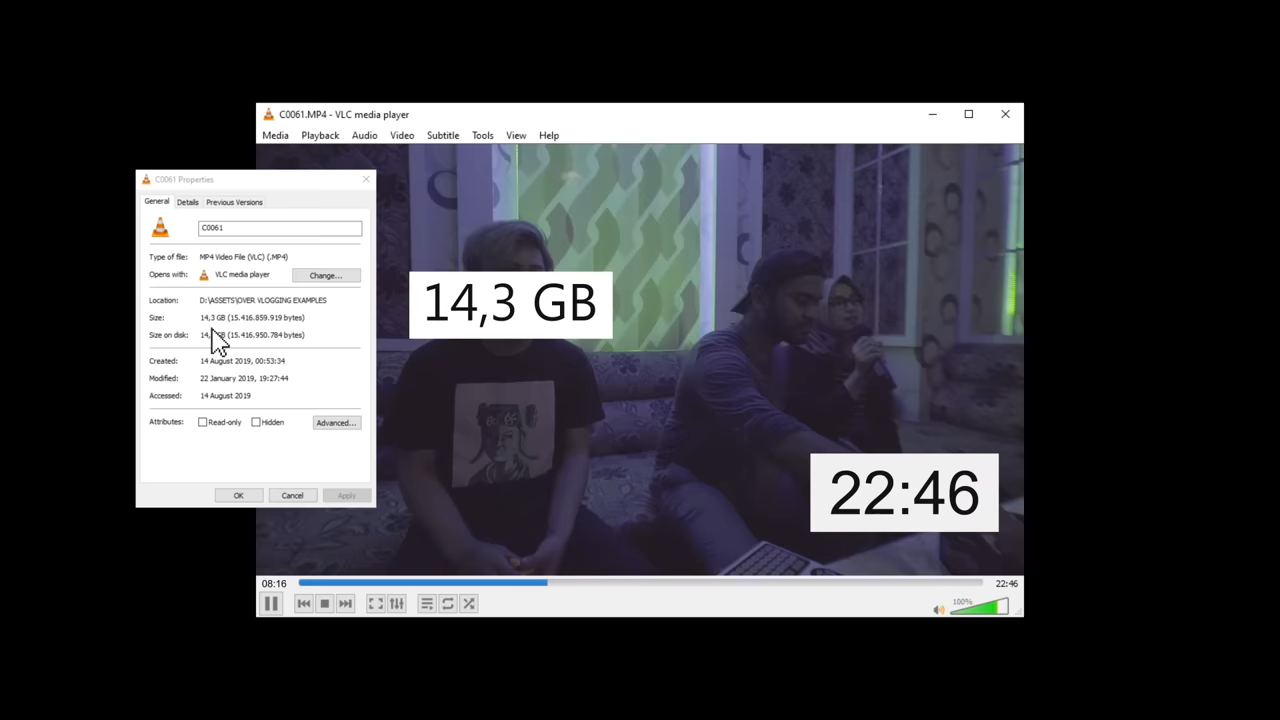 C0061.MP4 - VLC media player
Media Playback Audio Video Subtitle Tools View Help
C0061 Properties
General Details Previous Versions
C0061
Type of file: MP4 Video File (VLC) (.MP4)
Opens with: VLC media player Change...
Location: D:\ASSETS\OVER VLOGGING EXAMPLES
Size: 14,3 GB (15.416.859.919 bytes)
Size on disk: 14, GB (15.416.950.784 bytes)
Created: 14 August 2019, 00:53:34
Modified: 22 January 2019, 19:27:44
Accessed: 14 August 2019
Attributes: Read-only Hidden Advanced...
OK Cancel Apply
14,3 GB
22:46
08:16 22:46
100%